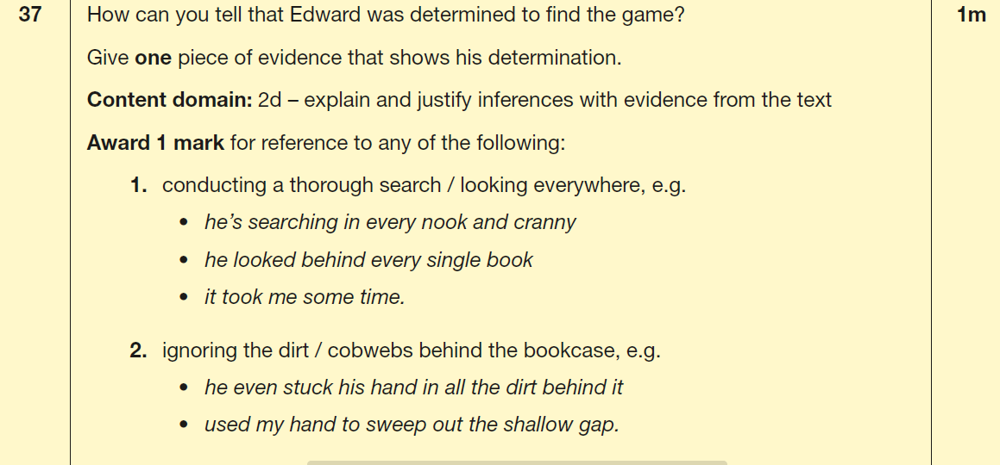 37 How can you tell that Edward was determined to find the game? 1m
Give one piece of evidence that shows his determination.
Content domain: 2d – explain and justify inferences with evidence from the text
Award 1 mark for reference to any of the following:
1. conducting a thorough search / looking everywhere, e.g.
• he’s searching in every nook and cranny
• he looked behind every single book
• it took me some time.
2. ignoring the dirt / cobwebs behind the bookcase, e.g.
• he even stuck his hand in all the dirt behind it
• used my hand to sweep out the shallow gap.